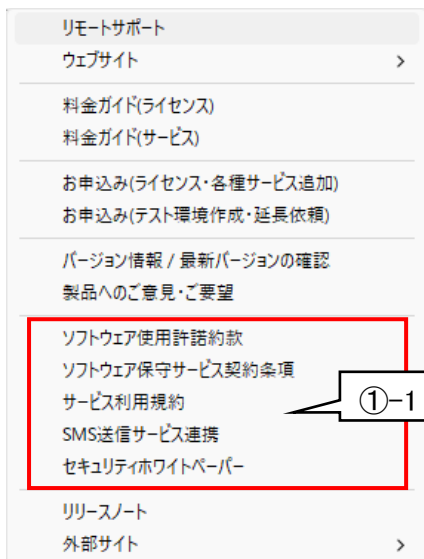 リモートサポート
ウェブサイト
料金ガイド(ライセンス)
料金ガイド(サービス)
お申込み(ライセンス・各種サービス追加)
お申込み(テスト環境作成・延長依頼)
バージョン情報 / 最新バージョンの確認
製品へのご意見・ご要望
ソフトウェア使用許諾約款
ソフトウェア保守サービス契約条項
サービス利用規約
①-1
SMS送信サービス連携
セキュリティホワイトペーパー
リリースノート
外部サイト